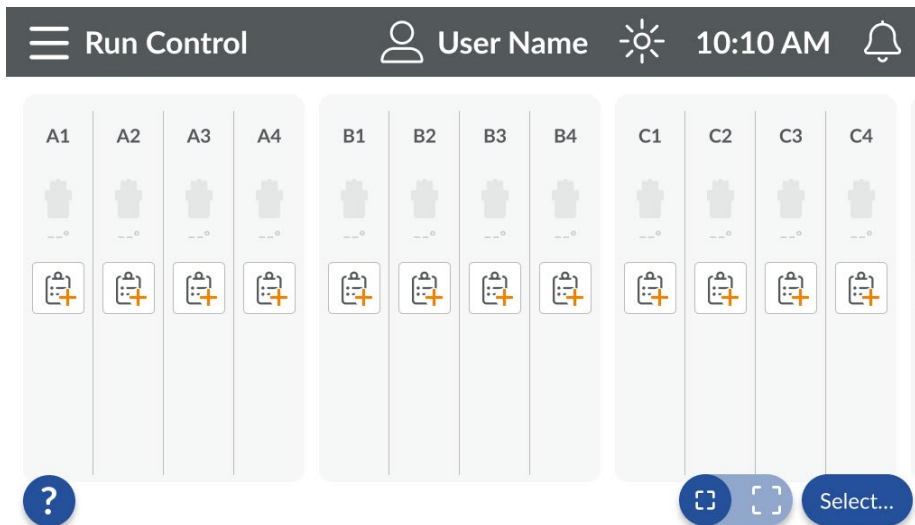 Run Control User Name 10:10 AM
A1 A2 A3 A4 B1 B2 B3 B4 C1 C2 C3 C4
--° --° --° --° --° --° --° --° --° --° --° --°
? Select...